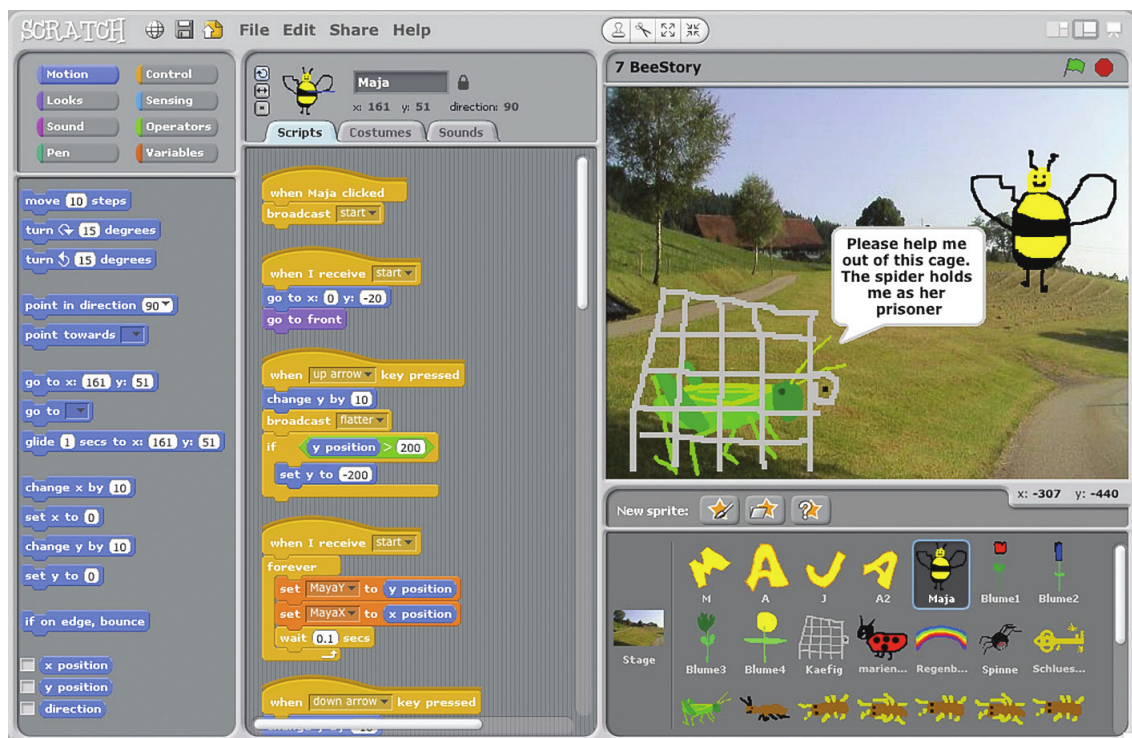 SCRATCH File Edit Share Help
Motion Control
Looks Sensing
Sound Operators
Pen Variables
move 10 steps
turn 15 degrees
turn 15 degrees
point in direction 90
point towards
go to x: 161 y: 51
go to
glide 1 secs to x: 161 y: 51
change x by 10
set x to 0
change y by 10
set y to 0
if on edge, bounce
x position
y position
direction
Maja
x: 161 y: 51 direction: 90
Scripts Costumes Sounds
when Maja clicked
broadcast start
when I receive start
go to x: 0 y: -20
go to front
when up arrow key pressed
change y by 10
broadcast flatter
if y position > 200
set y to -200
when I receive start
forever
set MayaY to y position
set MayaX to x position
wait 0.1 secs
when down arrow key pressed
change y by -10
7 BeeStory
Please help me
out of this cage.
The spider holds
me as her
prisoner
x: -307 y: -440
New sprite:
Stage
M A J A2 Maja Blume1 Blume2
Blume3 Blume4 Kaefig marien... Regenb... Spinne Schlues...